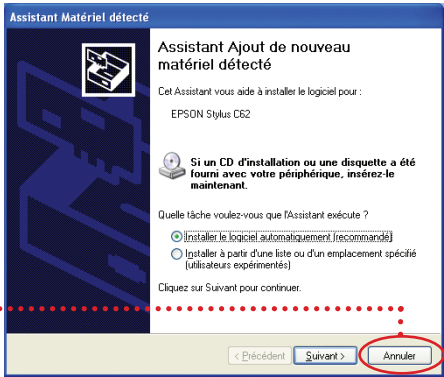 Assistant Matériel détecté
Assistant Ajout de nouveau
matériel détecté
Cet Assistant vous aide à installer le logiciel pour :
EPSON Stylus C62
Si un CD d'installation ou une disquette a été
fourni avec votre périphérique, insérez-le
maintenant.
Quelle tâche voulez-vous que l'Assistant exécute ?
Installer le logiciel automatiquement (recommandé)
Installer à partir d'une liste ou d'un emplacement spécifié
(utilisateurs expérimentés)
Cliquez sur Suivant pour continuer.
< Précédent Suivant > Annuler